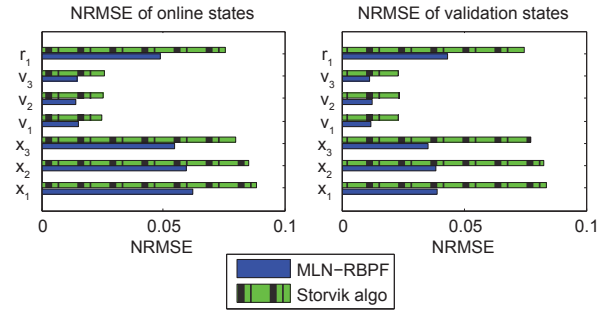 NRMSE of online states
r1
v3
v2
v1
x3
x2
x1
0
0.05
0.1
NRMSE
NRMSE of validation states
r1
v3
v2
v1
x3
x2
x1
0
0.05
0.1
NRMSE
MLN−RBPF
Storvik algo